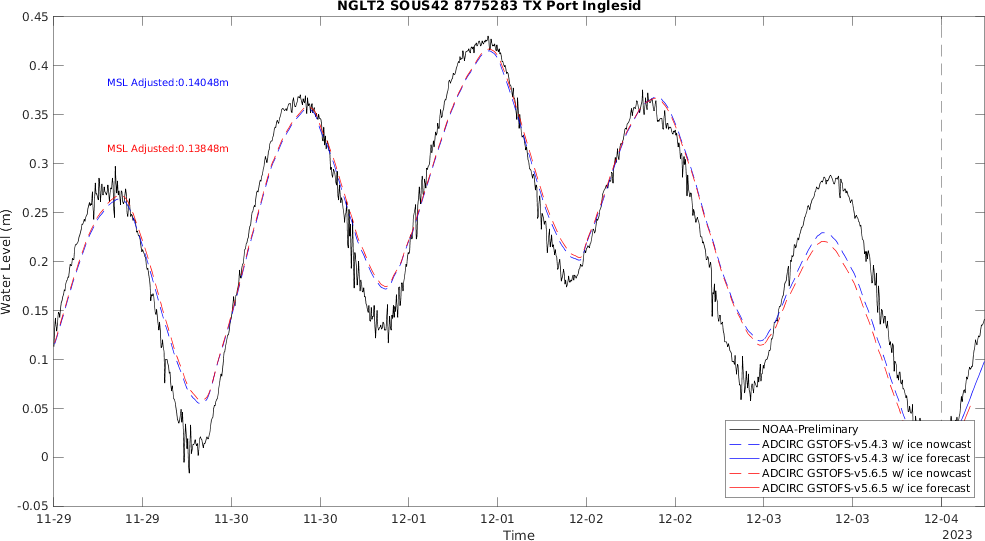 NGLT2 SOUS42 8775283 TX Port Inglesid
0.45
0.4
0.35
0.3
0.25
0.2
0.15
0.1
0.05
0
-0.05
Water Level (m)
MSL Adjusted:0.14048m
MSL Adjusted:0.13848m
NOAA-Preliminary
ADCIRC GSTOFS-v5.4.3 w/ ice nowcast
ADCIRC GSTOFS-v5.4.3 w/ ice forecast
ADCIRC GSTOFS-v5.6.5 w/ ice nowcast
ADCIRC GSTOFS-v5.6.5 w/ ice forecast
11-29 11-29 11-30 11-30 12-01 12-01 12-02 12-02 12-03 12-03 12-04
2023
Time